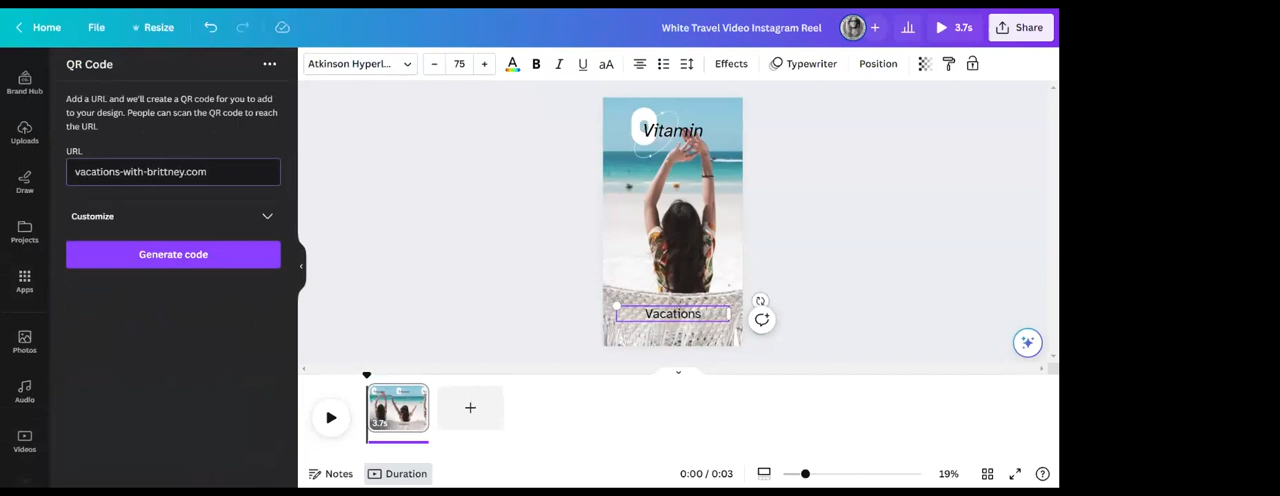 Home File Resize White Travel Video Instagram Reel 3.7s Share
QR Code
Atkinson Hyperl... 75 A B I U aA Effects Typewriter Position
Brand Hub
Uploads
Draw
Projects
Apps
Photos
Audio
Videos
Add a URL and we'll create a QR code for you to add
to your design. People can scan the QR code to reach
the URL
URL
vacations-with-brittney.com
Customize
Generate code
Vitamin
Vacations
3.7s
Notes Duration 0:00 / 0:03 19%